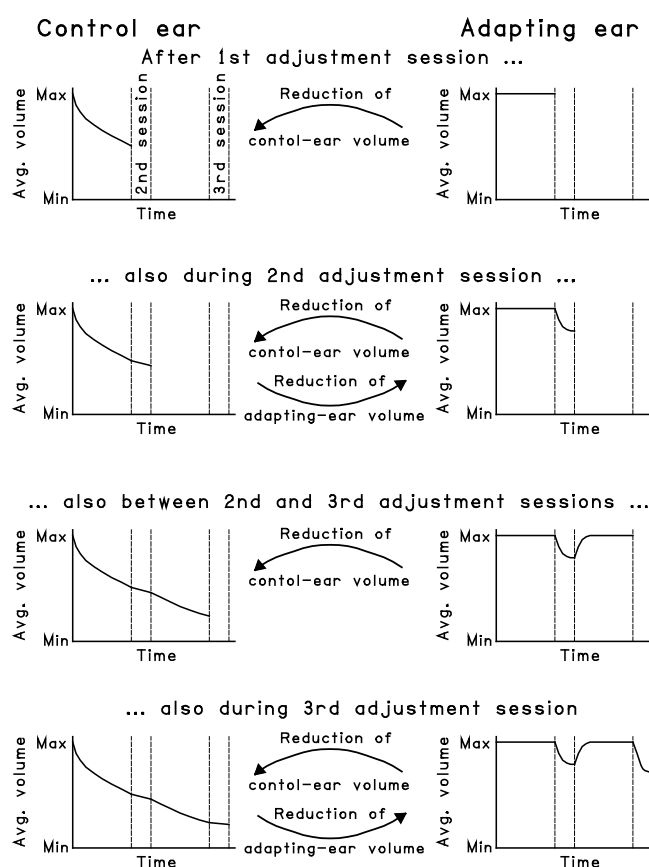 Control ear
Adapting ear
After 1st adjustment session ...
Max
Avg. volume
Min
2nd session
3rd session
Time
Reduction of
contol-ear volume
Max
Avg. volume
Min
Time
... also during 2nd adjustment session ...
Max
Avg. volume
Min
Time
Reduction of
contol-ear volume
Reduction of
adapting-ear volume
Max
Avg. volume
Min
Time
... also between 2nd and 3rd adjustment sessions ...
Max
Avg. volume
Min
Time
Reduction of
contol-ear volume
Max
Avg. volume
Min
Time
... also during 3rd adjustment session
Max
Avg. volume
Min
Time
Reduction of
contol-ear volume
Reduction of
adapting-ear volume
Max
Avg. volume
Min
Time